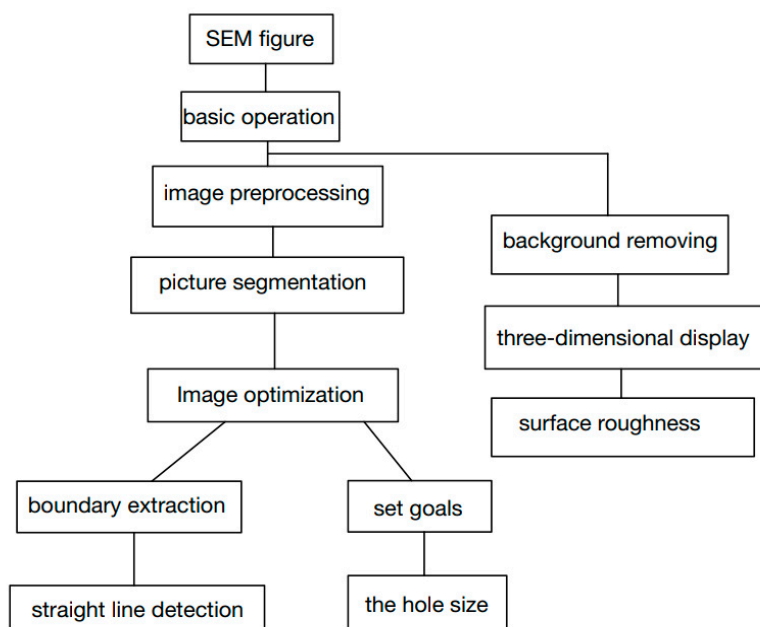 SEM figure
basic operation
image preprocessing
background removing
picture segmentation
three-dimensional display
Image optimization
surface roughness
boundary extraction
set goals
straight line detection
the hole size